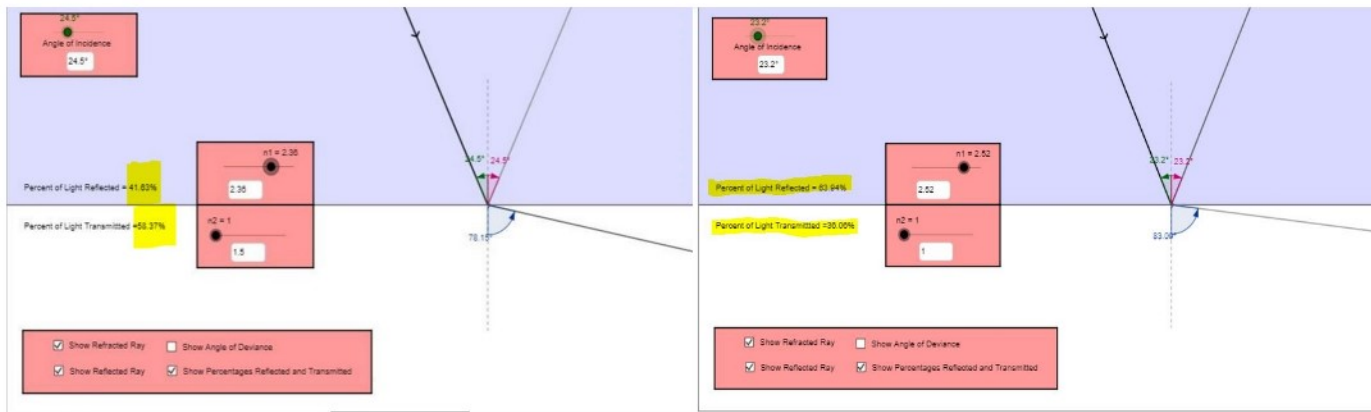 24.5°
Angle of Incidence
24.5°
n1 = 2.36
2.36
24.5°
24.5°
Percent of Light Reflected = 41.63%
Percent of Light Transmittted =58.37%
n2 = 1
1.5
78.15°
Show Refracted Ray
Show Angle of Deviance
Show Reflected Ray
Show Percentages Reflected and Transmitted
23.2°
Angle of Incidence
23.2°
n1 = 2.52
2.52
23.2°
23.2°
Percent of Light Reflected = 63.94%
Percent of Light Transmittted =36.06%
n2 = 1
1
Show Refracted Ray
Show Angle of Deviance
Show Reflected Ray
Show Percentages Reflected and Transmitted